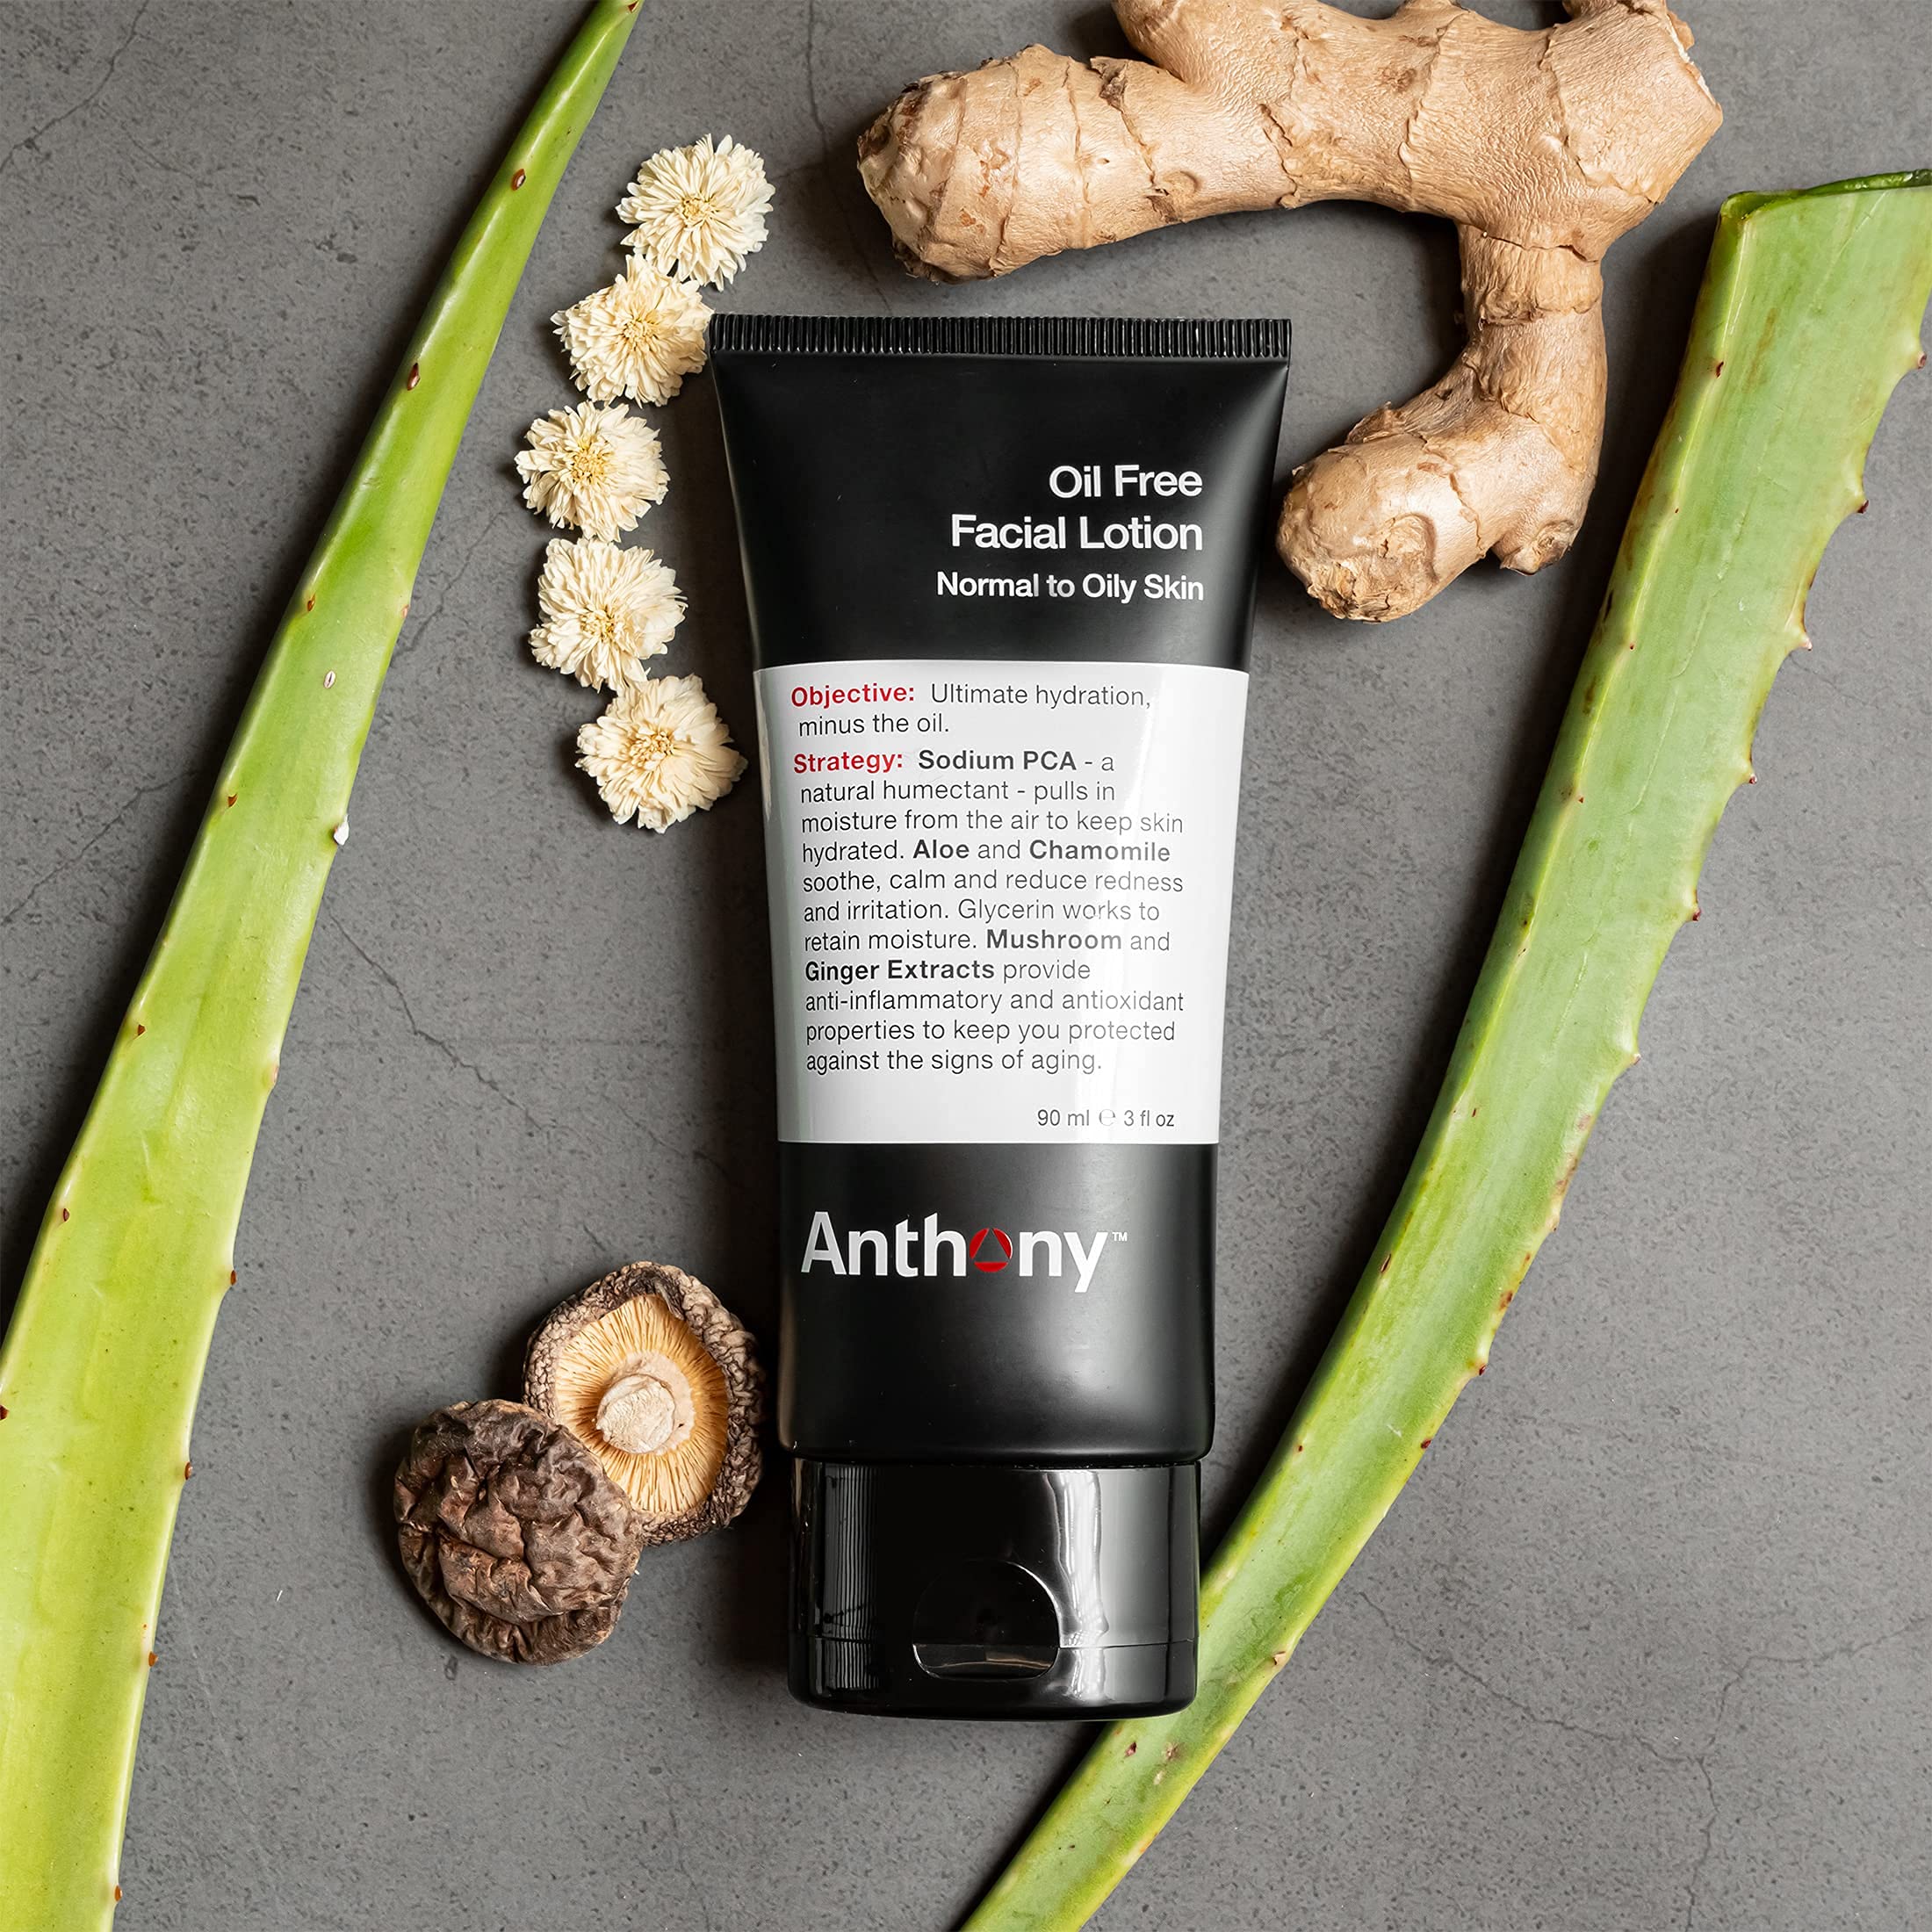 Oil Free
Facial Lotion
Normal to Oily Skin
Objective: Ultimate hydration,
minus the oil.
Strategy: Sodium PCA - a
natural humectant - pulls in
moisture from the air to keep skin
hydrated. Aloe and Chamomile
soothe, calm and reduce redness
and irritation. Glycerin works to
retain moisture. Mushroom and
Ginger Extracts provide
anti-inflammatory and antioxidant
properties to keep you protected
against the signs of aging.
90 ml ℮ 3 fl oz
Anthony™